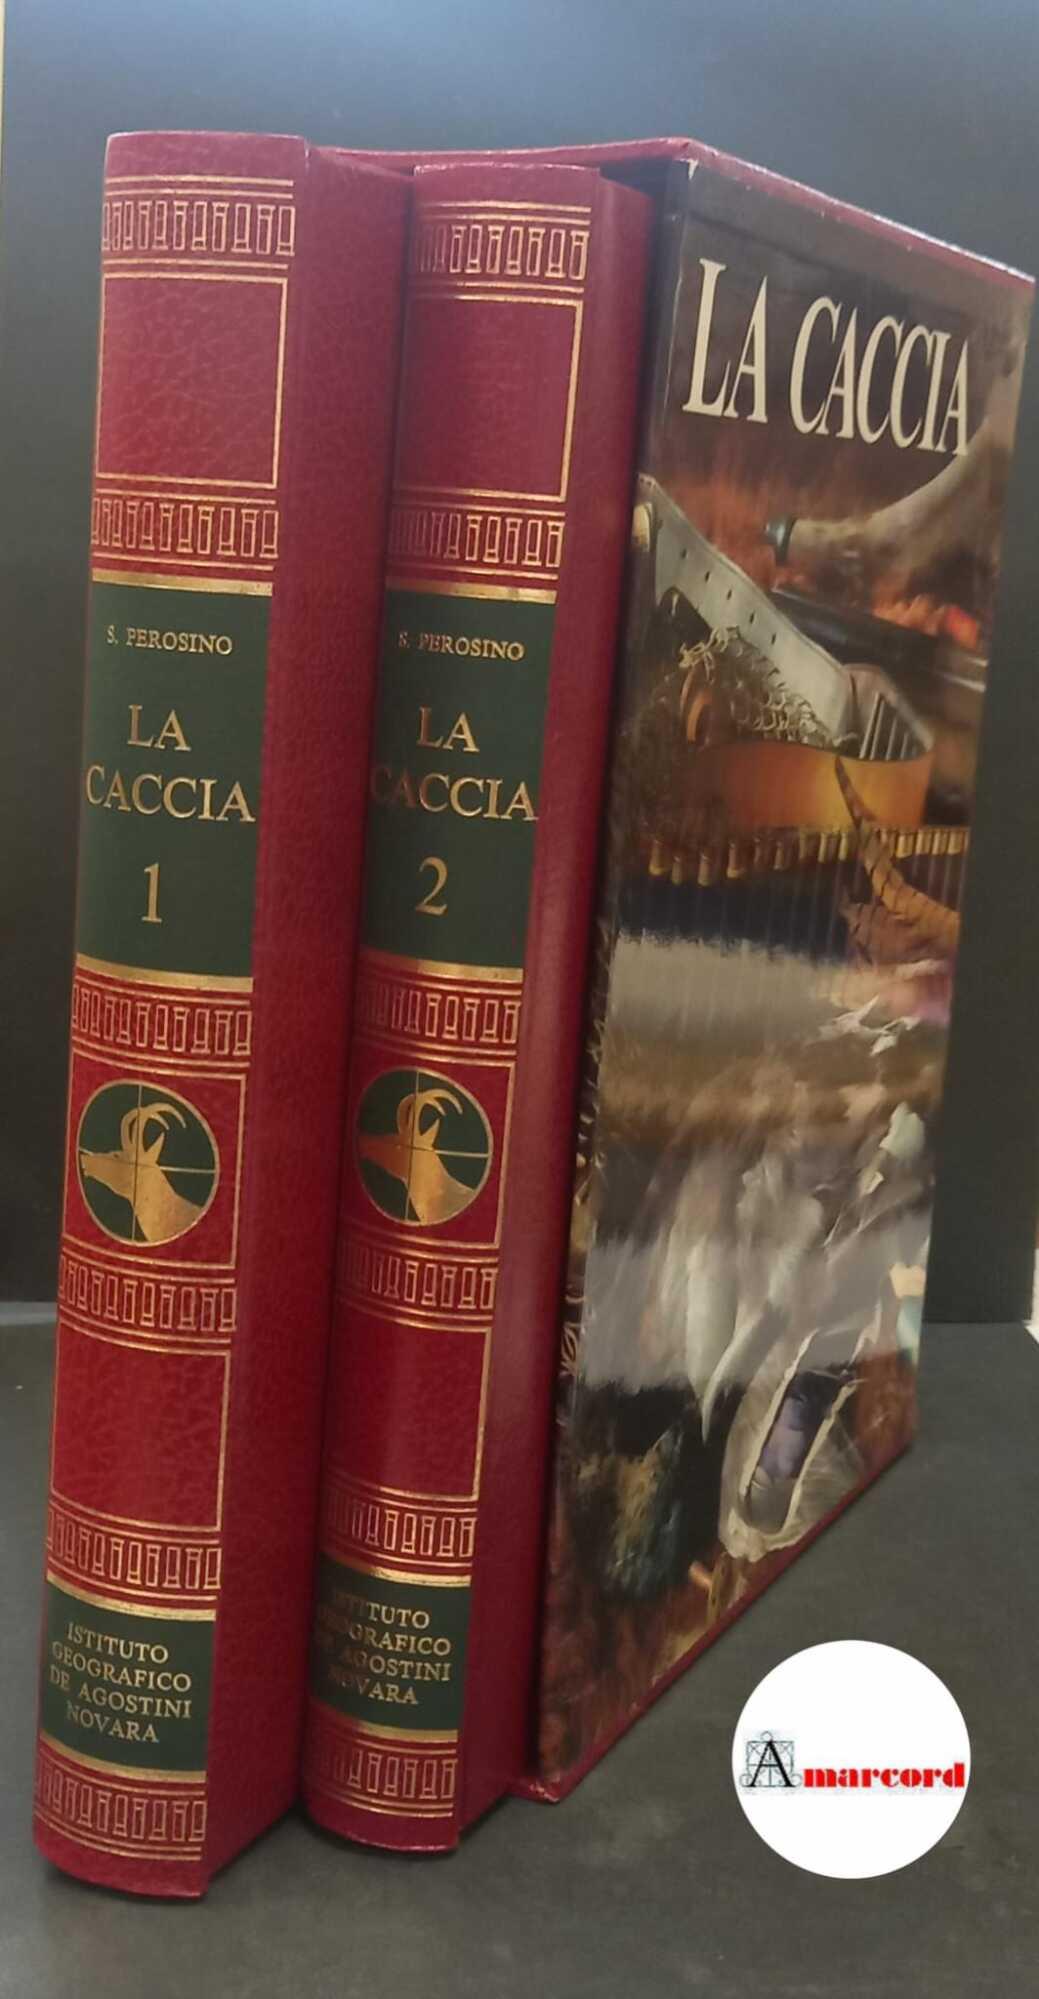 S. PEROSINO
LA
CACCIA
1
ISTITUTO
GEOGRAFICO
DE AGOSTINI
NOVARA
S. PEROSINO
LA
CACCIA
2
ISTITUTO
GEOGRAFICO
DE AGOSTINI
NOVARA
LA CACCIA
Amarcord